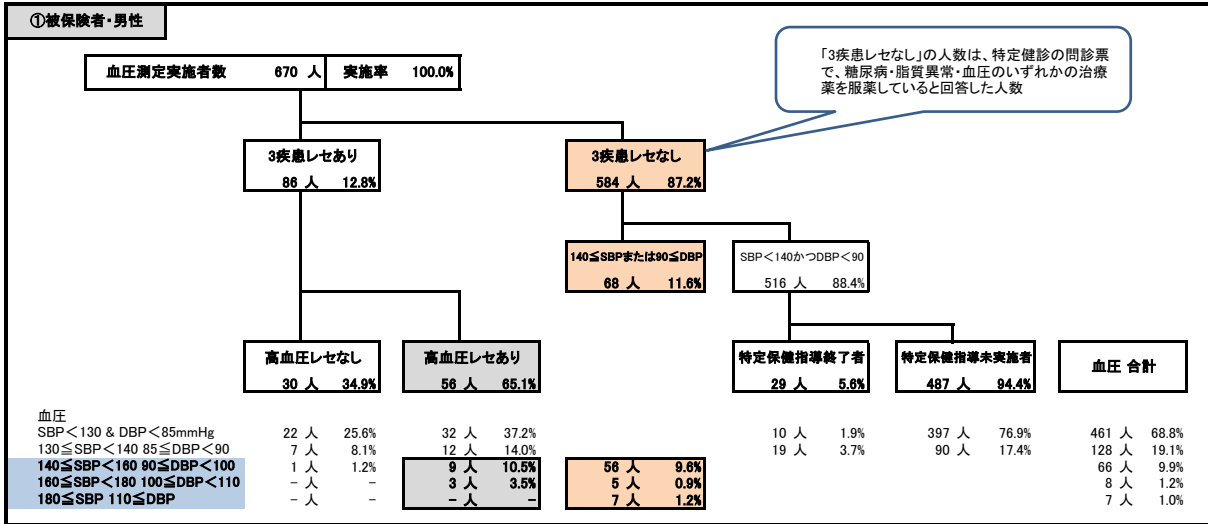 ①被保険者・男性
血圧測定実施者数 670 人 実施率 100.0%
「3疾患レセなし」の人数は、特定健診の問診票
で、糖尿病・脂質異常・血圧のいずれかの治療
薬を服薬していると回答した人数
3疾患レセあり
86 人 12.8%
3疾患レセなし
584 人 87.2%
140≦SBPまたは90≦DBP
68 人 11.6%
SBP<140かつDBP<90
516 人 88.4%
高血圧レセなし
30 人 34.9%
高血圧レセあり
56 人 65.1%
特定保健指導終了者
29 人 5.6%
特定保健指導未実施者
487 人 94.4%
血圧 合計
血圧
SBP<130 & DBP<85mmHg 22 人 25.6% 32 人 37.2% 10 人 1.9% 397 人 76.9% 461 人 68.8%
130≦SBP<140 85≦DBP<90 7 人 8.1% 12 人 14.0% 19 人 3.7% 90 人 17.4% 128 人 19.1%
140≦SBP<160 90≦DBP<100 1 人 1.2% 9 人 10.5% 56 人 9.6% 66 人 9.9%
160≦SBP<180 100≦DBP<110 - 人 - 3 人 3.5% 5 人 0.9% 8 人 1.2%
180≦SBP 110≦DBP - 人 - - 人 - 7 人 1.2% 7 人 1.0%